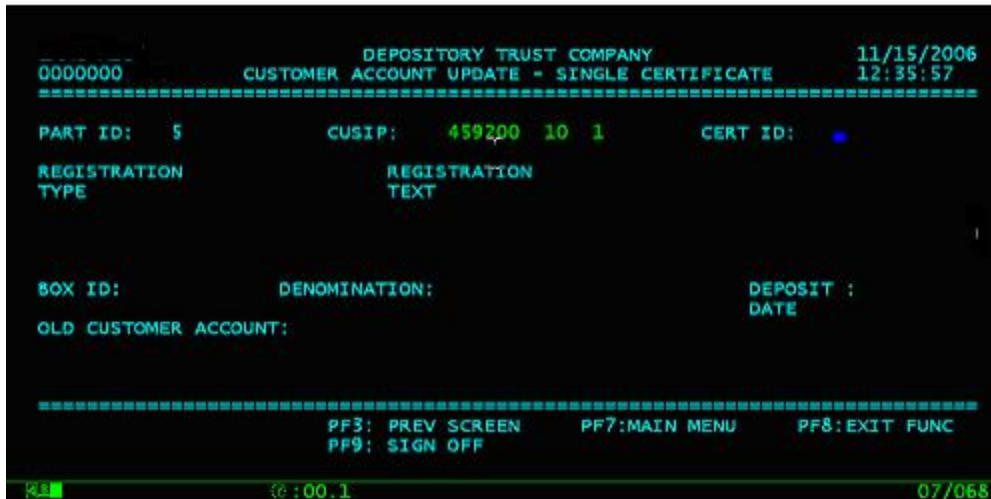 DEPOSITORY TRUST COMPANY 11/15/2006
0000000 CUSTOMER ACCOUNT UPDATE - SINGLE CERTIFICATE 12:35:57
PART ID: 5 CUSIP: 459200 10 1 CERT ID:
REGISTRATION REGISTRATION
TYPE TEXT
BOX ID: DENOMINATION: DEPOSIT :
DATE
OLD CUSTOMER ACCOUNT:
PF3: PREV SCREEN PF7:MAIN MENU PF8:EXIT FUNC
PF9: SIGN OFF
:00.1 07/068